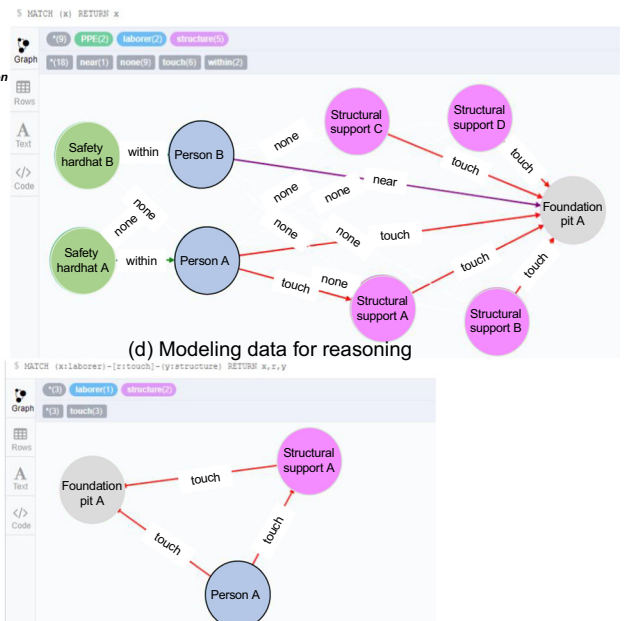 $ MATCH (x) RETURN x
on
Graph
*(9) PPE(2) laborer(2) structure(5)
*(18) near(1) none(9) touch(6) within(2)
Rows
Text
Code
Structural support C
Structural support D
Safety hardhat B
within
Person B
none
touch
touch
near
none
none
none
none
Foundation pit A
none
none
touch
Safety hardhat A
within
Person A
touch
none
touch
touch
Structural support A
Structural support B
(d) Modeling data for reasoning
$ MATCH (x:laborer)-[r:touch]-(y:structure) RETURN x,r,y
Graph
*(3) laborer(1) structure(2)
*(3) touch(3)
Rows
Text
Code
Structural support A
Foundation pit A
touch
touch
touch
Person A